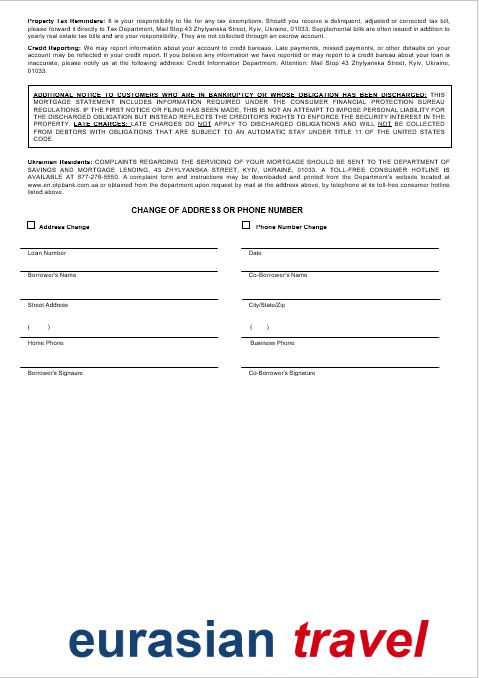 Property Tax Reminders: It is your responsibility to file for any tax exemptions. Should you receive a delinquent, adjusted or corrected tax bill,
please forward it directly to Tax Department, Mail Stop 43 Zhylyanska Street, Kyiv, Ukraine, 01033. Supplemental bills are often issued in addition to
yearly real estate tax bills and are your responsibility. They are not collected through an escrow account.
Credit Reporting: We may report information about your account to credit bureaus. Late payments, missed payments, or other defaults on your
account may be reflected in your credit report. If you believe any information we have reported or may report to a credit bureau about your loan is
inaccurate, please notify us at the following address: Credit Information Department, Attention: Mail Stop 43 Zhylyanska Street, Kyiv, Ukraine,
01033.
ADDITIONAL NOTICE TO CUSTOMERS WHO ARE IN BANKRUPTCY OR WHOSE OBLIGATION HAS BEEN DISCHARGED: THIS
MORTGAGE STATEMENT INCLUDES INFORMATION REQUIRED UNDER THE CONSUMER FINANCIAL PROTECTION BUREAU
REGULATIONS. IF THE FIRST NOTICE OR FILING HAS BEEN MADE, THIS IS NOT AN ATTEMPT TO IMPOSE PERSONAL LIABILITY FOR
THE DISCHARGED OBLIGATION BUT INSTEAD REFLECTS THE CREDITOR'S RIGHTS TO ENFORCE THE SECURITY INTEREST IN THE
PROPERTY. LATE CHARGES: LATE CHARGES DO NOT APPLY TO DISCHARGED OBLIGATIONS AND WILL NOT BE COLLECTED
FROM DEBTORS WITH OBLIGATIONS THAT ARE SUBJECT TO AN AUTOMATIC STAY UNDER TITLE 11 OF THE UNITED STATES
CODE.
Ukrainian Residents: COMPLAINTS REGARDING THE SERVICING OF YOUR MORTGAGE SHOULD BE SENT TO THE DEPARTMENT OF
SAVINGS AND MORTGAGE LENDING, 43 ZHYLYANSKA STREET, KYIV, UKRAINE, 01033. A TOLL-FREE CONSUMER HOTLINE IS
AVAILABLE AT 877-276-5550. A complaint form and instructions may be downloaded and printed from the Department's website located at
www.en.otpbank.com.ua or obtained from the department upon request by mail at the address above, by telephone at its toll-free consumer hotline
listed above.
CHANGE OF ADDRESS OR PHONE NUMBER
Address Change Phone Number Change
Loan Number Date
Borrower's Name Co-Borrower's Name
Street Address City/State/Zip
( ) ( )
Home Phone Business Phone
Borrower's Signaure Co-Borrower's Signature
eurasian travel